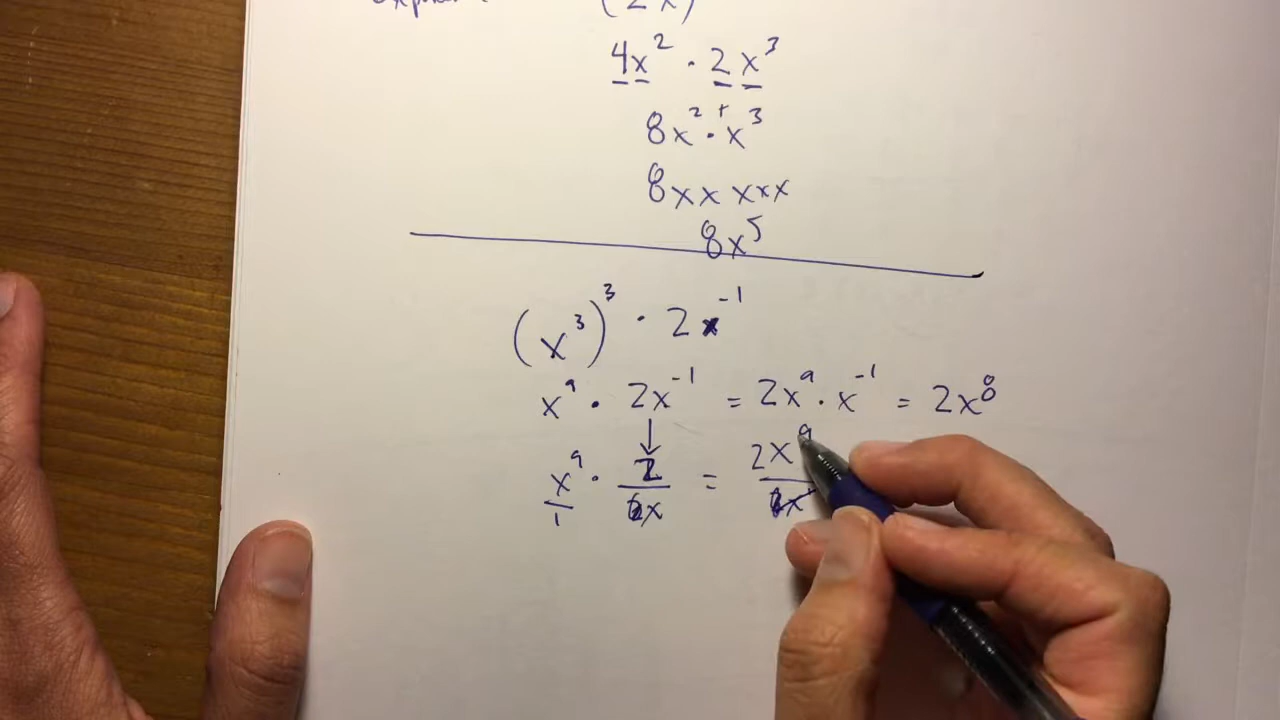 (2x)
4x² · 2x³
8x² ·⁺ x³
8xx xxx
8x⁵
(x³)³ · 2x⁻¹
x⁹ · 2x⁻¹ = 2x⁹ · x⁻¹ = 2x⁸
x⁹/1 · 2/x = 2x⁹/x